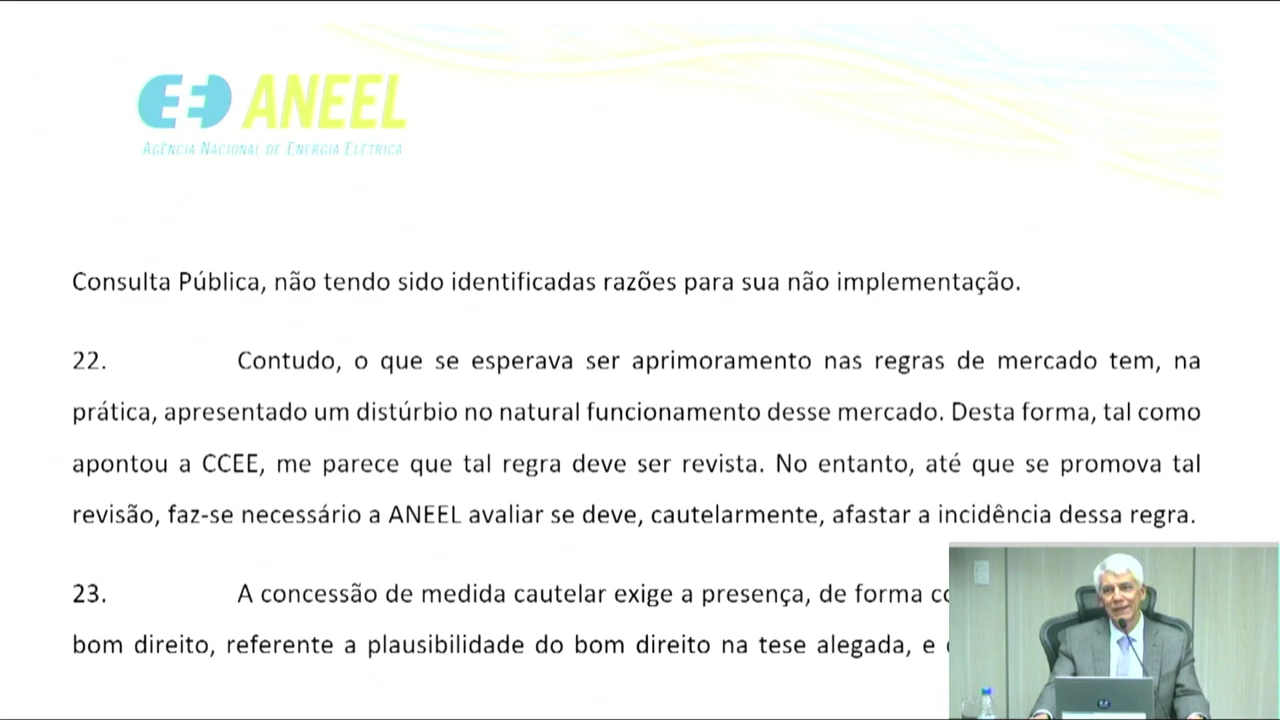 ANEEL
AGÊNCIA NACIONAL DE ENERGIA ELÉTRICA
Consulta Pública, não tendo sido identificadas razões para sua não implementação.
22. Contudo, o que se esperava ser aprimoramento nas regras de mercado tem, na
prática, apresentado um distúrbio no natural funcionamento desse mercado. Desta forma, tal como
apontou a CCEE, me parece que tal regra deve ser revista. No entanto, até que se promova tal
revisão, faz-se necessário a ANEEL avaliar se deve, cautelarmente, afastar a incidência dessa regra.
23. A concessão de medida cautelar exige a presença, de forma
bom direito, referente a plausibilidade do bom direito na tese alegada, e